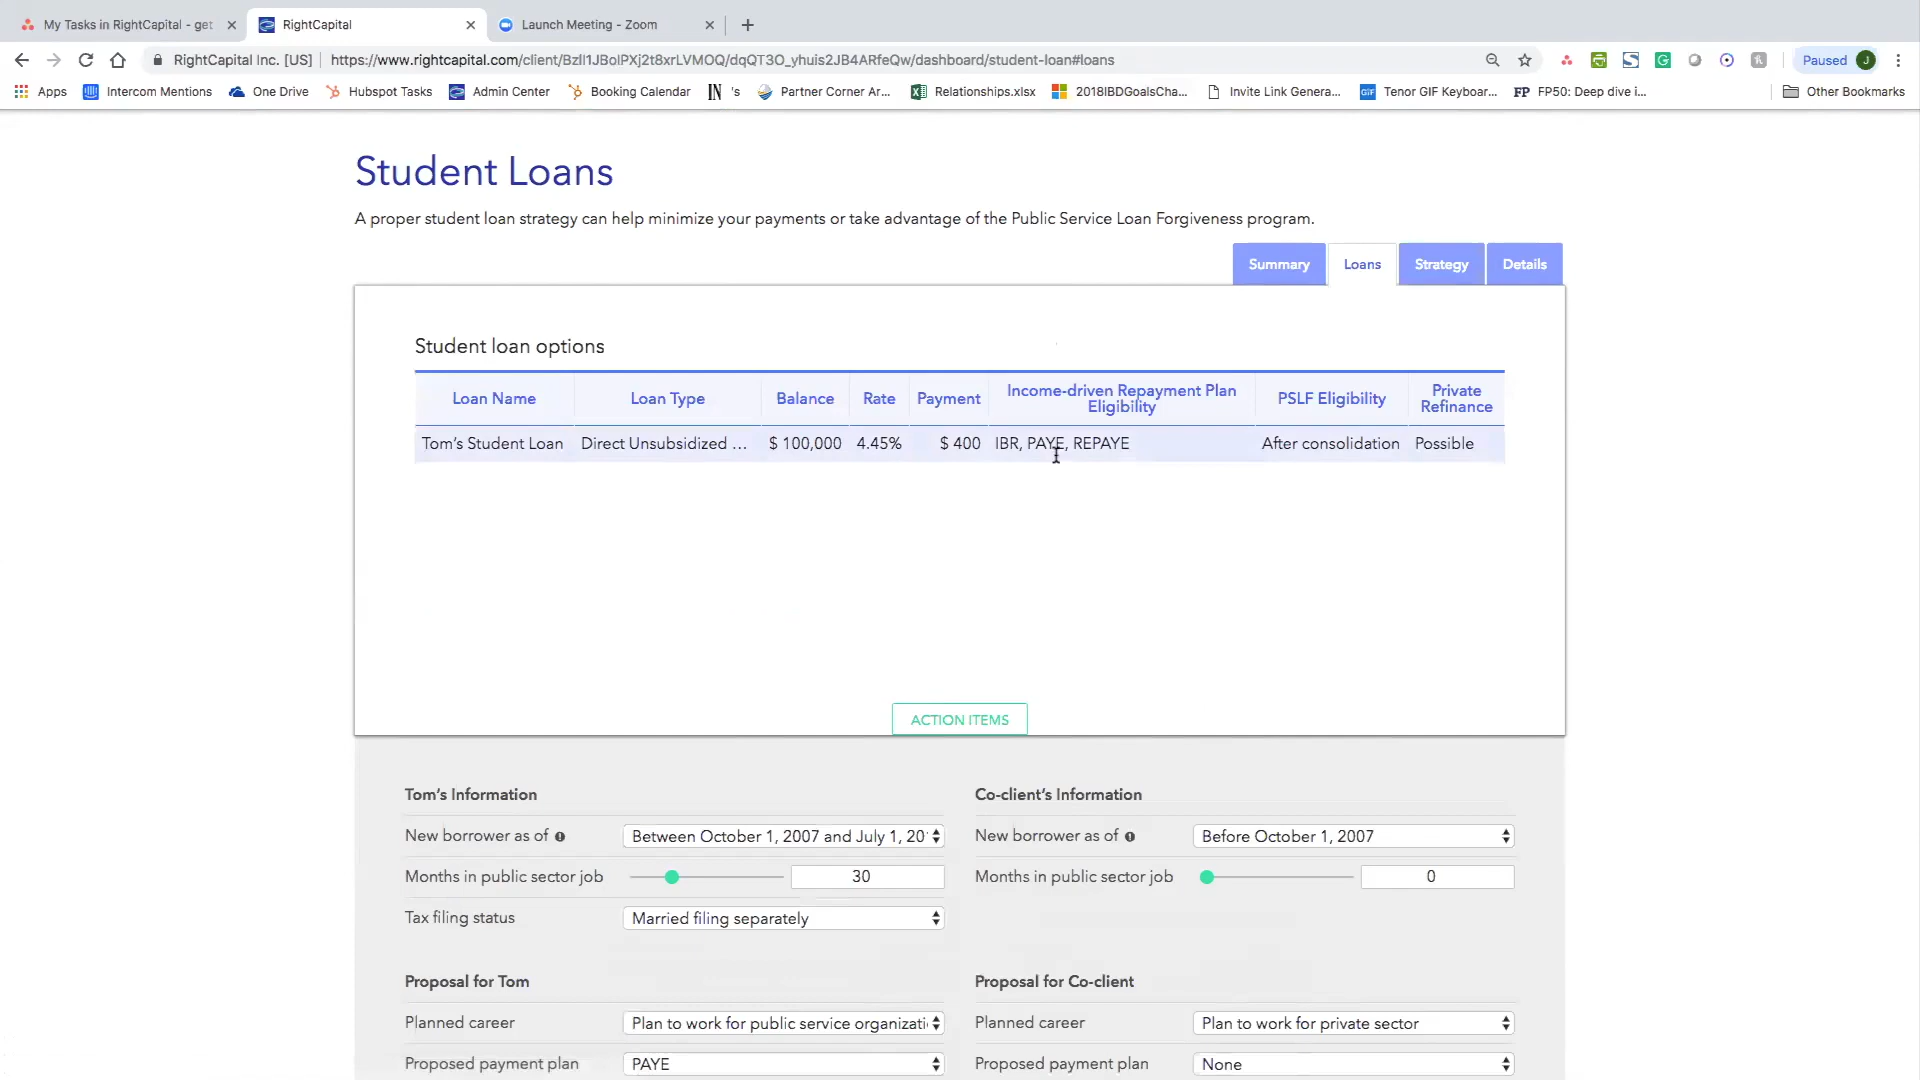 My Tasks in RightCapital - get
RightCapital
Launch Meeting - Zoom
RightCapital Inc. [US]
https://www.rightcapital.com/client/BzlI1JBolPXj2t8xrLVMOQ/dqQT3O_yhuis2JB4ARfeQw/dashboard/student-loan#loans
Paused
J
Apps
Intercom Mentions
One Drive
Hubspot Tasks
Admin Center
Booking Calendar
IN 's
Partner Corner Ar...
Relationships.xlsx
2018IBDGoalsCha...
Invite Link Genera...
GIF Tenor GIF Keyboar...
FP FP50: Deep dive i...
Other Bookmarks
Student Loans
A proper student loan strategy can help minimize your payments or take advantage of the Public Service Loan Forgiveness program.
Summary
Loans
Strategy
Details
Student loan options
Loan Name
Loan Type
Balance
Rate
Payment
Income-driven Repayment Plan
Eligibility
PSLF Eligibility
Private
Refinance
Tom's Student Loan
Direct Unsubsidized ...
$ 100,000
4.45%
$ 400
IBR, PAYE, REPAYE
After consolidation
Possible
ACTION ITEMS
Tom's Information
New borrower as of
Between October 1, 2007 and July 1, 20
Months in public sector job
30
Tax filing status
Married filing separately
Co-client's Information
New borrower as of
Before October 1, 2007
Months in public sector job
0
Proposal for Tom
Planned career
Plan to work for public service organizati
Proposed payment plan
PAYE
Proposal for Co-client
Planned career
Plan to work for private sector
Proposed payment plan
None